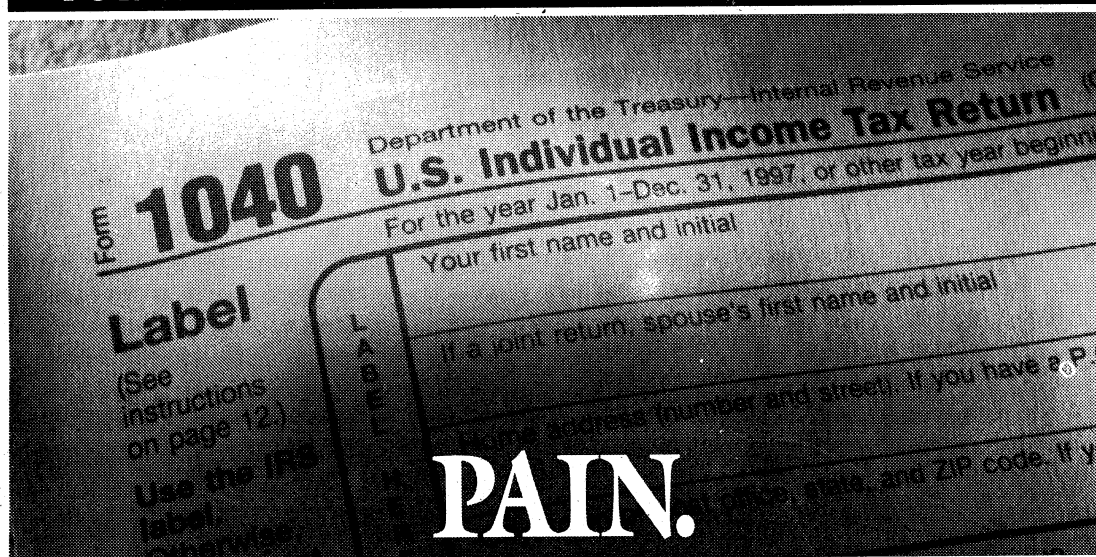 Department of the Treasury—Internal Revenue Service
Form 1040 U.S. Individual Income Tax Return
For the year Jan. 1–Dec. 31, 1997, or other tax year beginni
Label
(See
instructions
on page 12.)
Use the IRS
label.
Otherwise,
L
A
B
E
L
H
E
R
Your first name and initial
If a joint return, spouse's first name and initial
Home address (number and street). If you have a P.
office, state, and ZIP code. If y
PAIN.